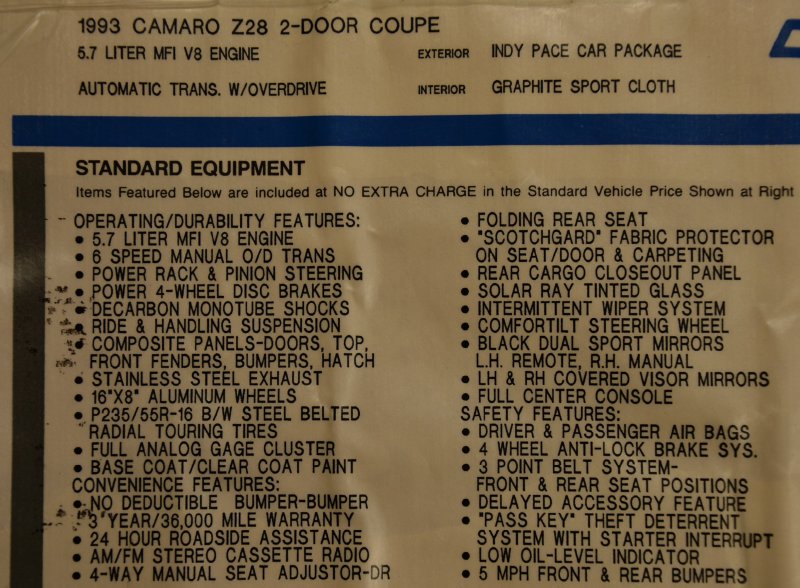 1993 CAMARO Z28 2-DOOR COUPE
5.7 LITER MFI V8 ENGINE
EXTERIOR INDY PACE CAR PACKAGE
AUTOMATIC TRANS. W/OVERDRIVE
INTERIOR GRAPHITE SPORT CLOTH
STANDARD EQUIPMENT
Items Featured Below are included at NO EXTRA CHARGE in the Standard Vehicle Price Shown at Right
OPERATING/DURABILITY FEATURES:
• 5.7 LITER MFI V8 ENGINE
• 6 SPEED MANUAL O/D TRANS
• POWER RACK & PINION STEERING
• POWER 4-WHEEL DISC BRAKES
• DECARBON MONOTUBE SHOCKS
• RIDE & HANDLING SUSPENSION
• COMPOSITE PANELS-DOORS, TOP,
FRONT FENDERS, BUMPERS, HATCH
• STAINLESS STEEL EXHAUST
• 16"X8" ALUMINUM WHEELS
• P235/55R-16 B/W STEEL BELTED
RADIAL TOURING TIRES
• FULL ANALOG GAGE CLUSTER
• BASE COAT/CLEAR COAT PAINT
CONVENIENCE FEATURES:
• NO DEDUCTIBLE BUMPER-BUMPER
3 YEAR/36,000 MILE WARRANTY
• 24 HOUR ROADSIDE ASSISTANCE
• AM/FM STEREO CASSETTE RADIO
• 4-WAY MANUAL SEAT ADJUSTOR-DR
• FOLDING REAR SEAT
• "SCOTCHGARD" FABRIC PROTECTOR
ON SEAT/DOOR & CARPETING
• REAR CARGO CLOSEOUT PANEL
• SOLAR RAY TINTED GLASS
• INTERMITTENT WIPER SYSTEM
• COMFORTILT STEERING WHEEL
• BLACK DUAL SPORT MIRRORS
L.H. REMOTE, R.H. MANUAL
• LH & RH COVERED VISOR MIRRORS
• FULL CENTER CONSOLE
SAFETY FEATURES:
• DRIVER & PASSENGER AIR BAGS
• 4 WHEEL ANTI-LOCK BRAKE SYS.
• 3 POINT BELT SYSTEM-
FRONT & REAR SEAT POSITIONS
• DELAYED ACCESSORY FEATURE
• "PASS KEY" THEFT DETERRENT
SYSTEM WITH STARTER INTERRUPT
• LOW OIL-LEVEL INDICATOR
• 5 MPH FRONT & REAR BUMPERS